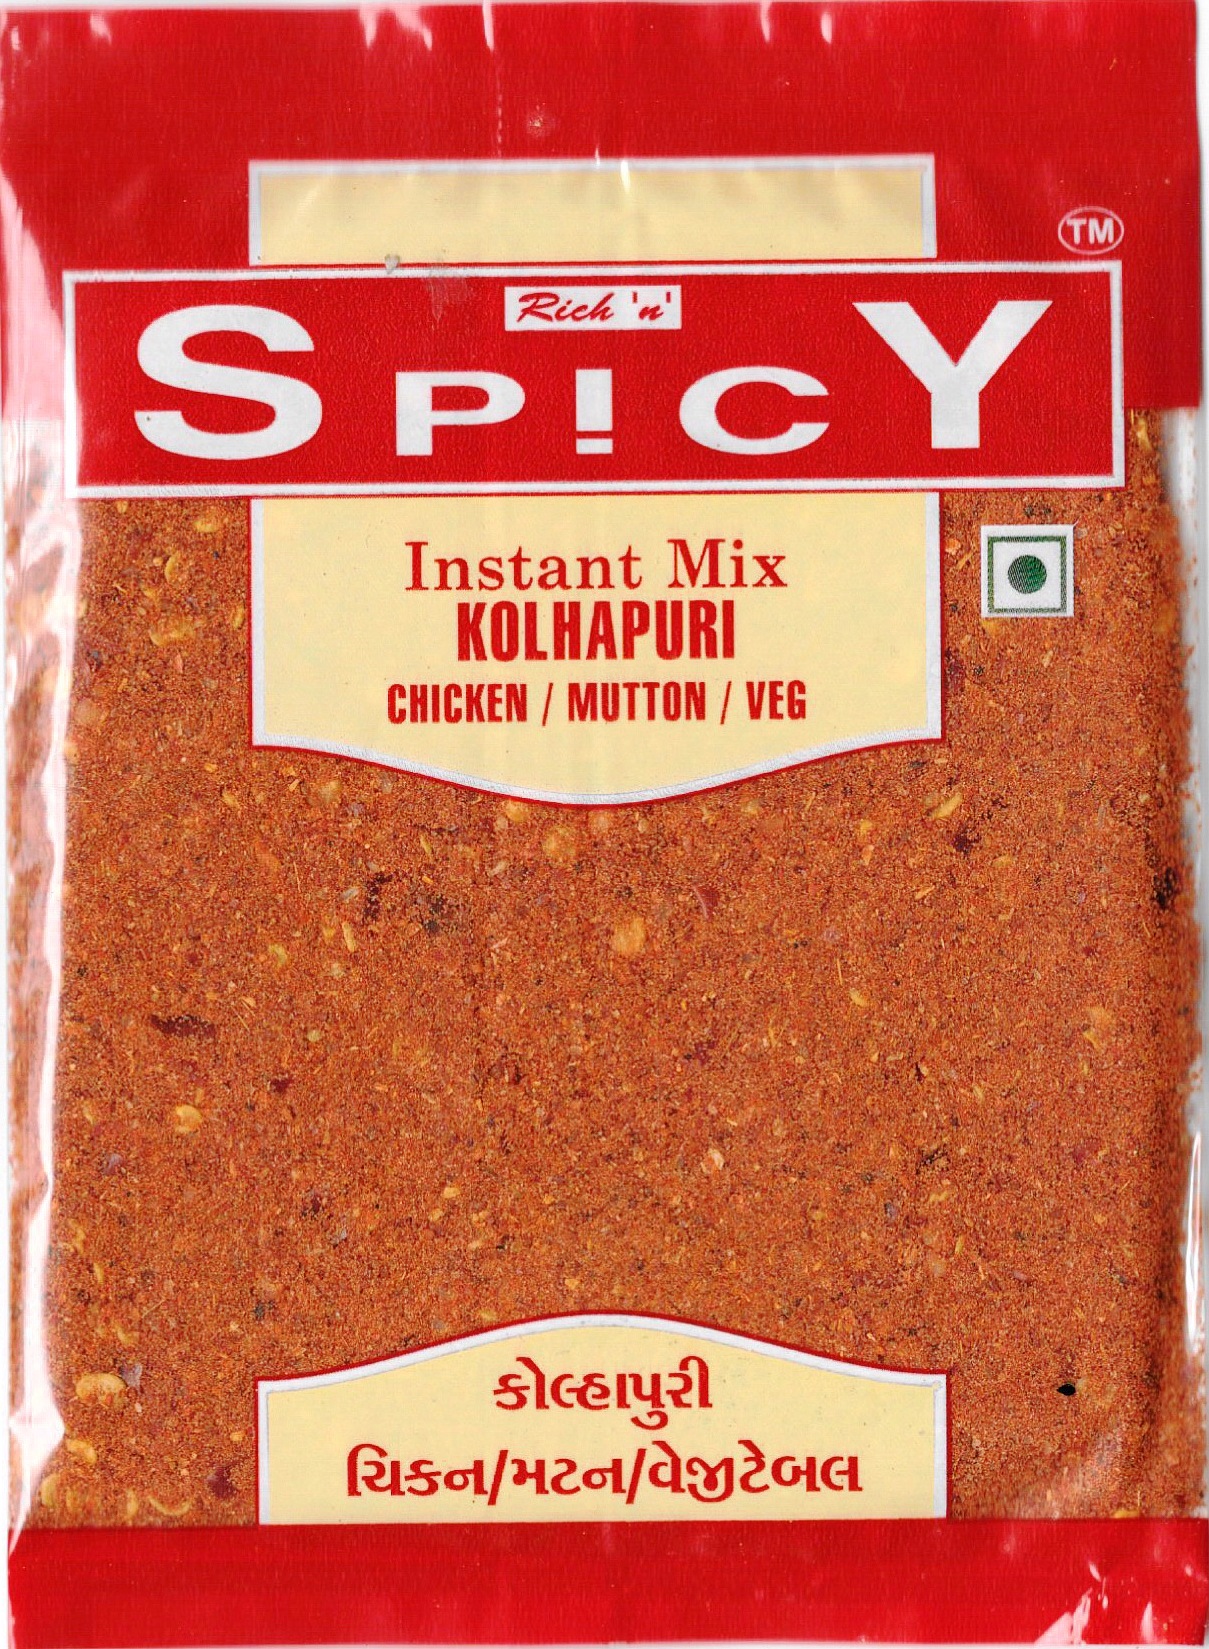 TM
Rich 'n'
SP!CY
Instant Mix
KOLHAPURI
CHICKEN / MUTTON / VEG
કોલ્હાપુરી
ચિકન/મટન/વેજીટેબલ